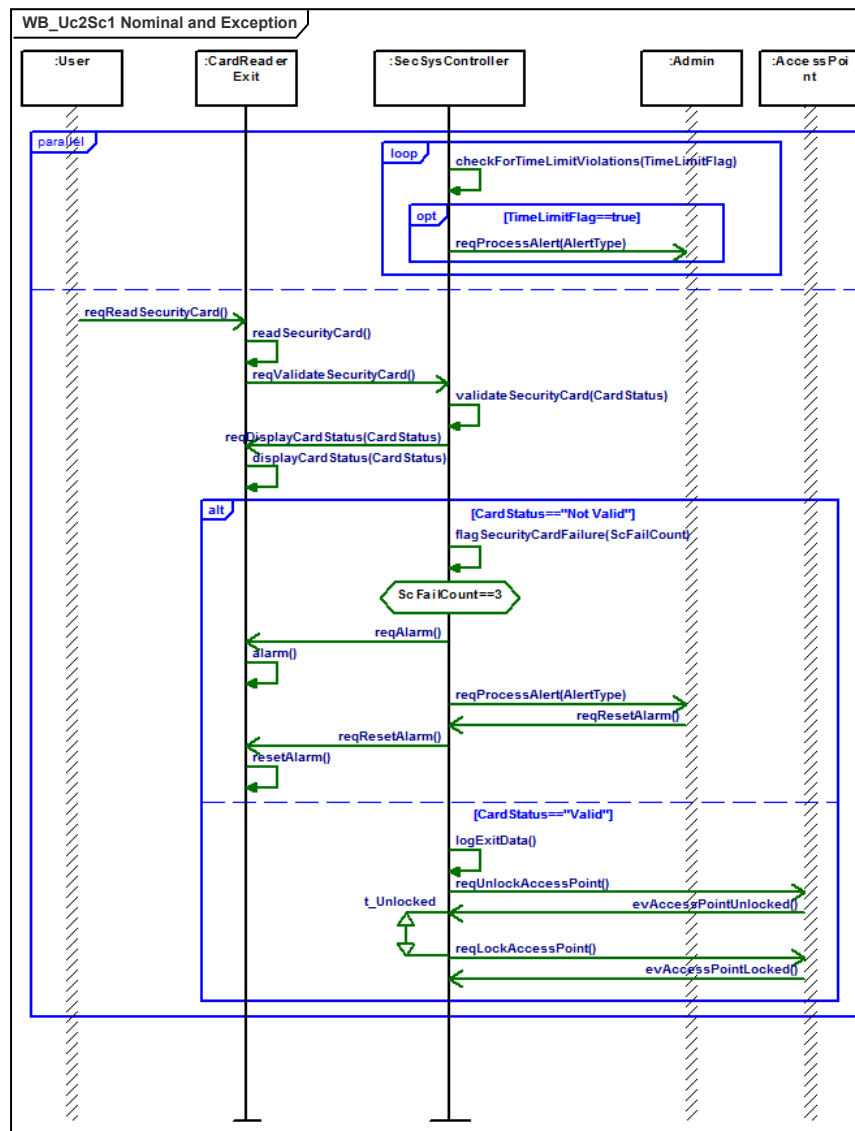 WB_Uc2Sc1 Nominal and Exception
:User
:CardReader
Exit
:SecSysController
:Admin
:AccessPoi
nt
parallel
loop
checkForTimeLimitViolations(TimeLimitFlag)
opt
[TimeLimitFlag==true]
reqProcessAlert(AlertType)
reqReadSecurityCard()
readSecurityCard()
reqValidateSecurityCard()
validateSecurityCard(CardStatus)
reqDisplayCardStatus(CardStatus)
displayCardStatus(CardStatus)
alt
[CardStatus=="Not Valid"]
flagSecurityCardFailure(ScFailCount)
ScFailCount==3
reqAlarm()
alarm()
reqProcessAlert(AlertType)
reqResetAlarm()
reqResetAlarm()
resetAlarm()
[CardStatus=="Valid"]
logExitData()
reqUnlockAccessPoint()
t_Unlocked
evAccessPointUnlocked()
reqLockAccessPoint()
evAccessPointLocked()